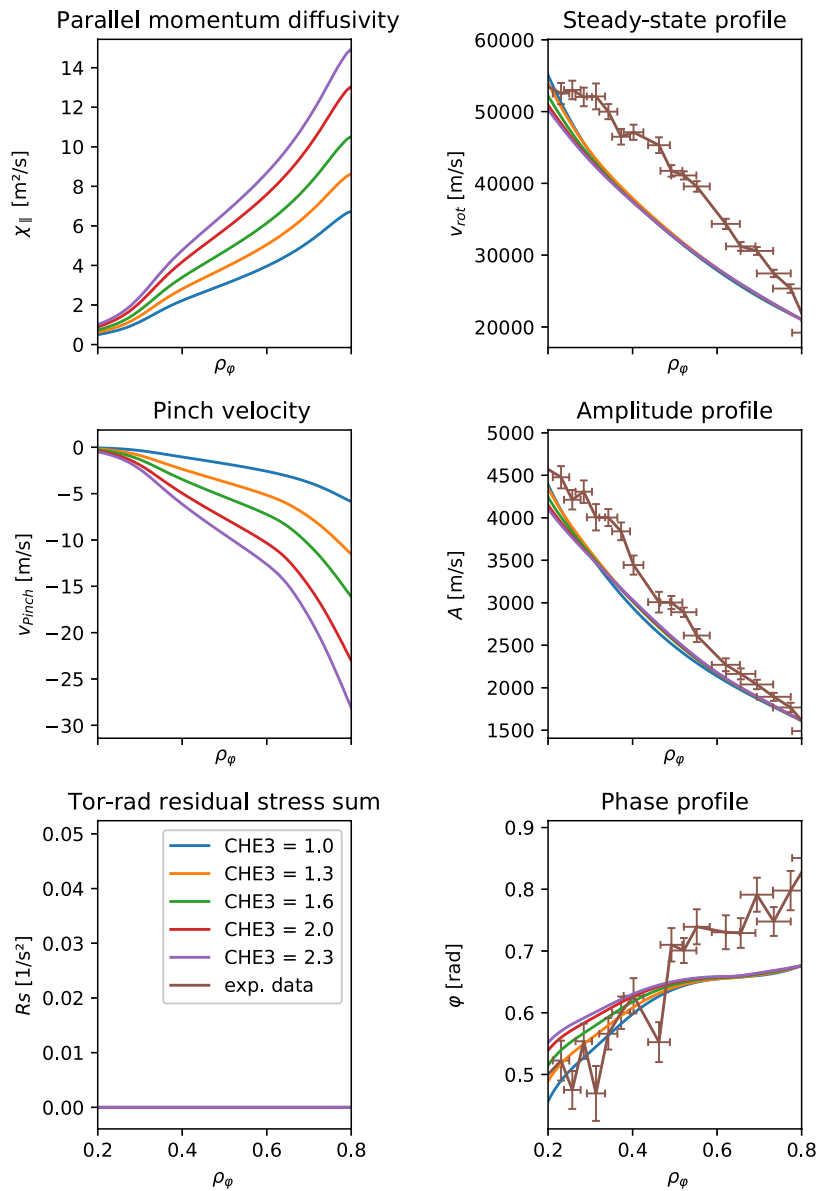 Parallel momentum diffusivity
14
12
10
8
6
4
2
0
χ∥ [m²/s]
ρφ
Steady-state profile
60000
50000
40000
30000
20000
vrot [m/s]
ρφ
Pinch velocity
0
−5
−10
−15
−20
−25
−30
vPinch [m/s]
ρφ
Amplitude profile
5000
4500
4000
3500
3000
2500
2000
1500
A [m/s]
ρφ
Tor-rad residual stress sum
0.05
0.04
0.03
0.02
0.01
0.00
Rs [1/s²]
CHE3 = 1.0
CHE3 = 1.3
CHE3 = 1.6
CHE3 = 2.0
CHE3 = 2.3
exp. data
0.2 0.4 0.6 0.8
ρφ
Phase profile
0.9
0.8
0.7
0.6
0.5
φ [rad]
0.2 0.4 0.6 0.8
ρφ